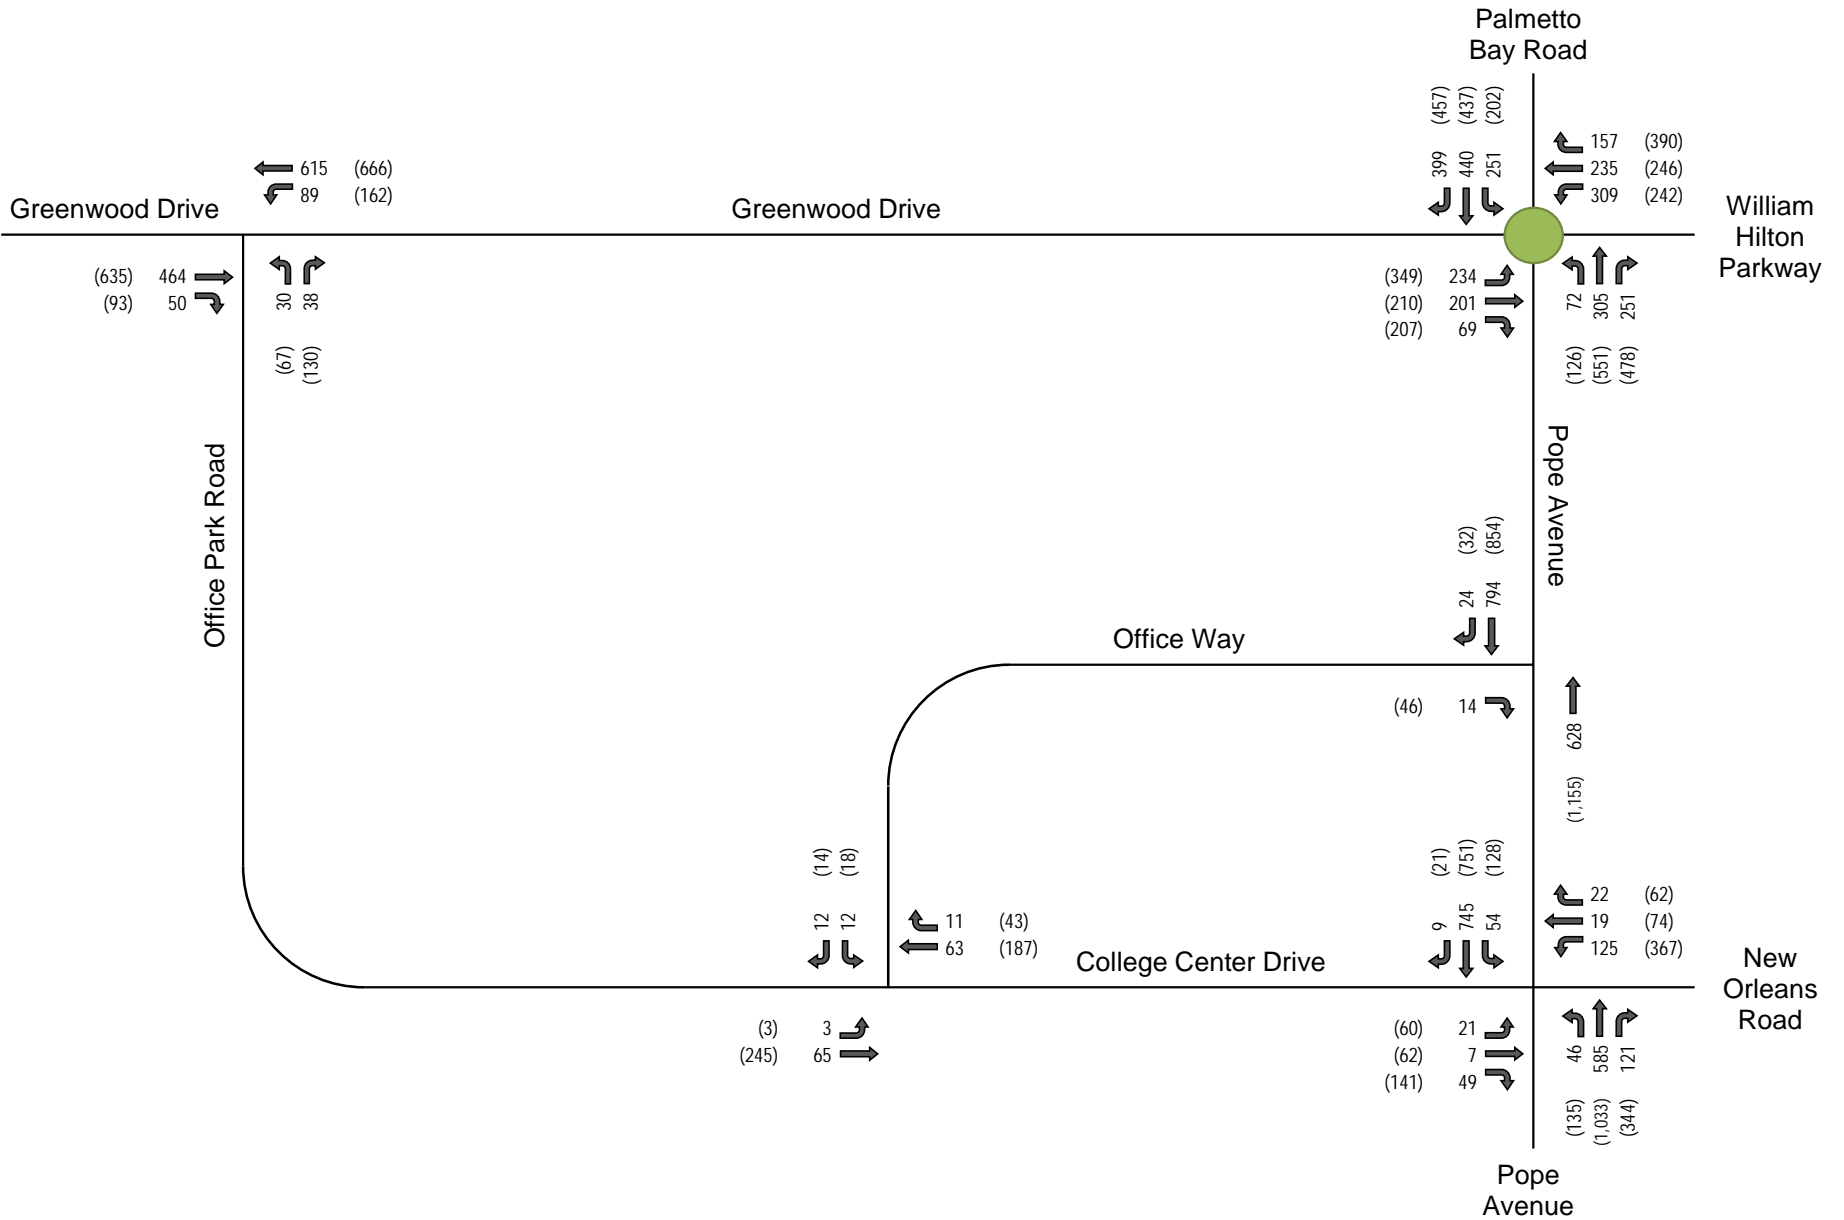 Palmetto
Bay Road
(457) (437) (202)
399 440 251
157 (390)
235 (246)
309 (242)
615 (666)
89 (162)
Greenwood Drive
Greenwood Drive
William
Hilton
Parkway
(635) 464
(93) 50
30 38
(67) (130)
(349) 234
(210) 201
(207) 69
72 305 251
(126) (551) (478)
Office Park Road
Pope Avenue
(32) (854)
24 794
Office Way
(46) 14
628
(1,155)
(14) (18)
12 12
11 (43)
63 (187)
College Center Drive
(21) (751) (128)
9 745 54
22 (62)
19 (74)
125 (367)
New
Orleans
Road
(3) 3
(245) 65
(60) 21
(62) 7
(141) 49
46 585 121
(135) (1,033) (344)
Pope
Avenue